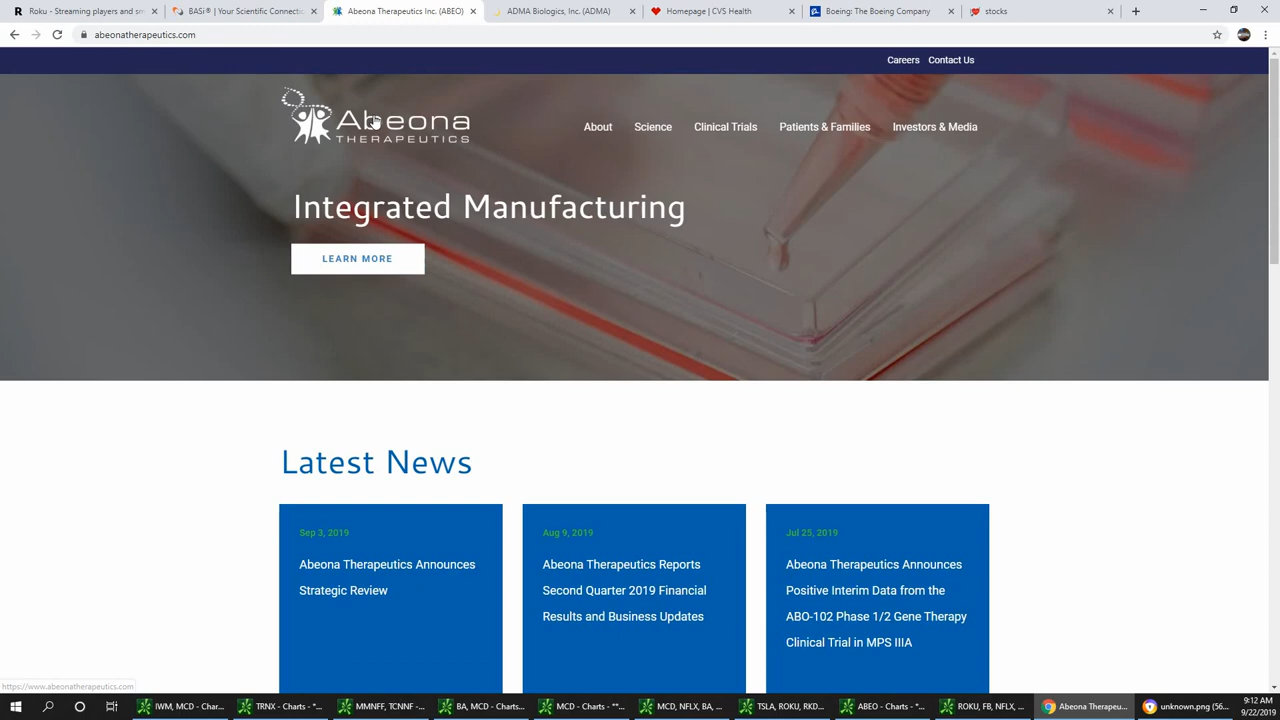 Roku - Streaming players and sm
BASi® | Your Scientific Connecti
Abeona Therapeutics Inc. (ABEO)
ADMA Biologics, Inc. (ADMA)
Homepage | CVS Health
Boeing: The Boeing Company
stocks
abeonatherapeutics.com
Careers Contact Us
Abeona
THERAPEUTICS
About Science Clinical Trials Patients & Families Investors & Media
Integrated Manufacturing
LEARN MORE
Latest News
Sep 3, 2019
Abeona Therapeutics Announces
Strategic Review
Aug 9, 2019
Abeona Therapeutics Reports
Second Quarter 2019 Financial
Results and Business Updates
Jul 25, 2019
Abeona Therapeutics Announces
Positive Interim Data from the
ABO-102 Phase 1/2 Gene Therapy
Clinical Trial in MPS IIIA
https://www.abeonatherapeutics.com
IWM, MCD - Char...
TRNX - Charts - *...
MMNFF, TCNNF -...
BA, MCD - Charts...
MCD - Charts - **...
MCD, NFLX, BA, ...
TSLA, ROKU, RKD...
ABEO - Charts - *...
ROKU, FB, NFLX, ...
Abeona Therapeu...
unknown.png (56...
9:12 AM
9/22/2019